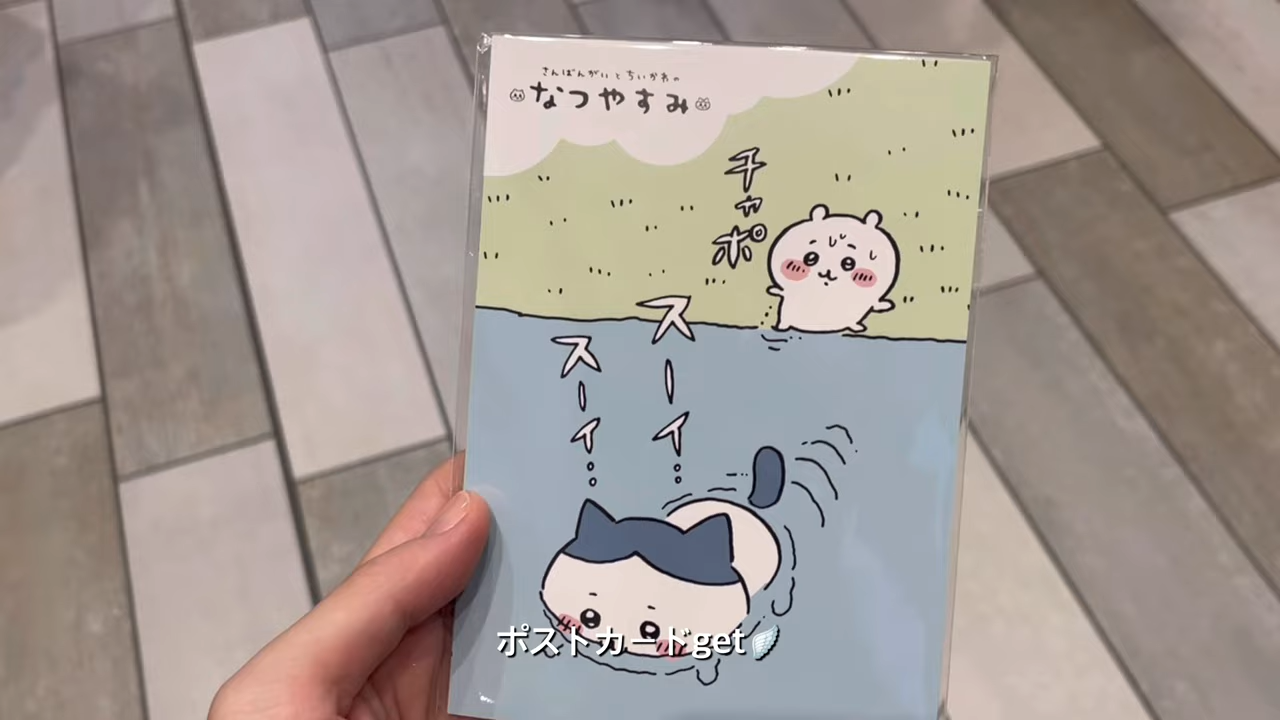 さんばんがいとちいかわの
なつやすみ
チャポ
スーイ
スーイ
ポストカードget🪽